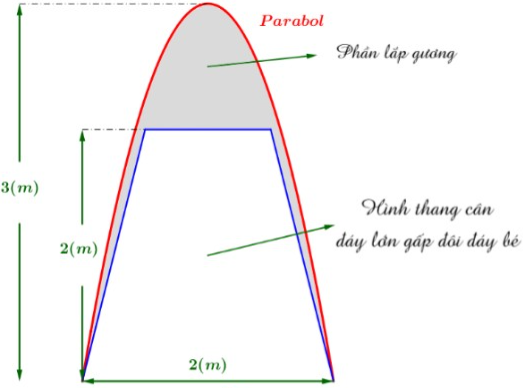 Parabol
Phần lắp gương
3(m)
2(m)
Hình thang cân
đáy lớn gấp đôi đáy bé
2(m)